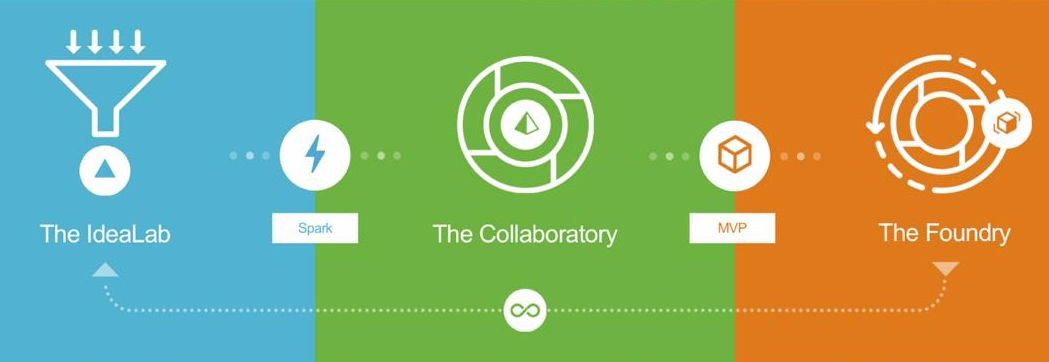 The IdeaLab
Spark
The Collaboratory
MVP
The Foundry